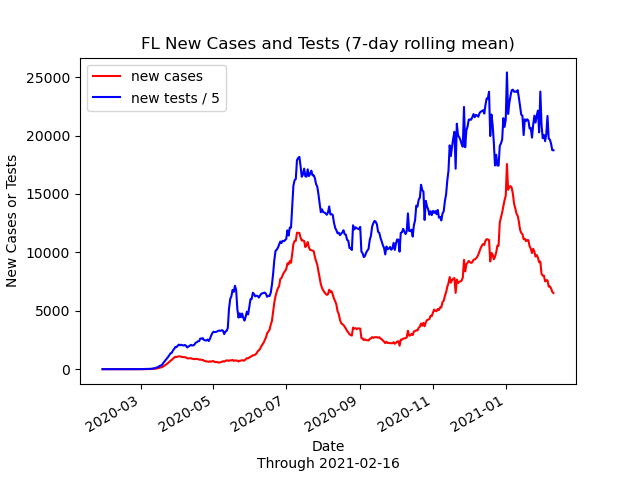 FL New Cases and Tests (7-day rolling mean)
new cases
new tests / 5
New Cases or Tests
25000
20000
15000
10000
5000
0
2020-03
2020-05
2020-07
2020-09
2020-11
2021-01
Date
Through 2021-02-16